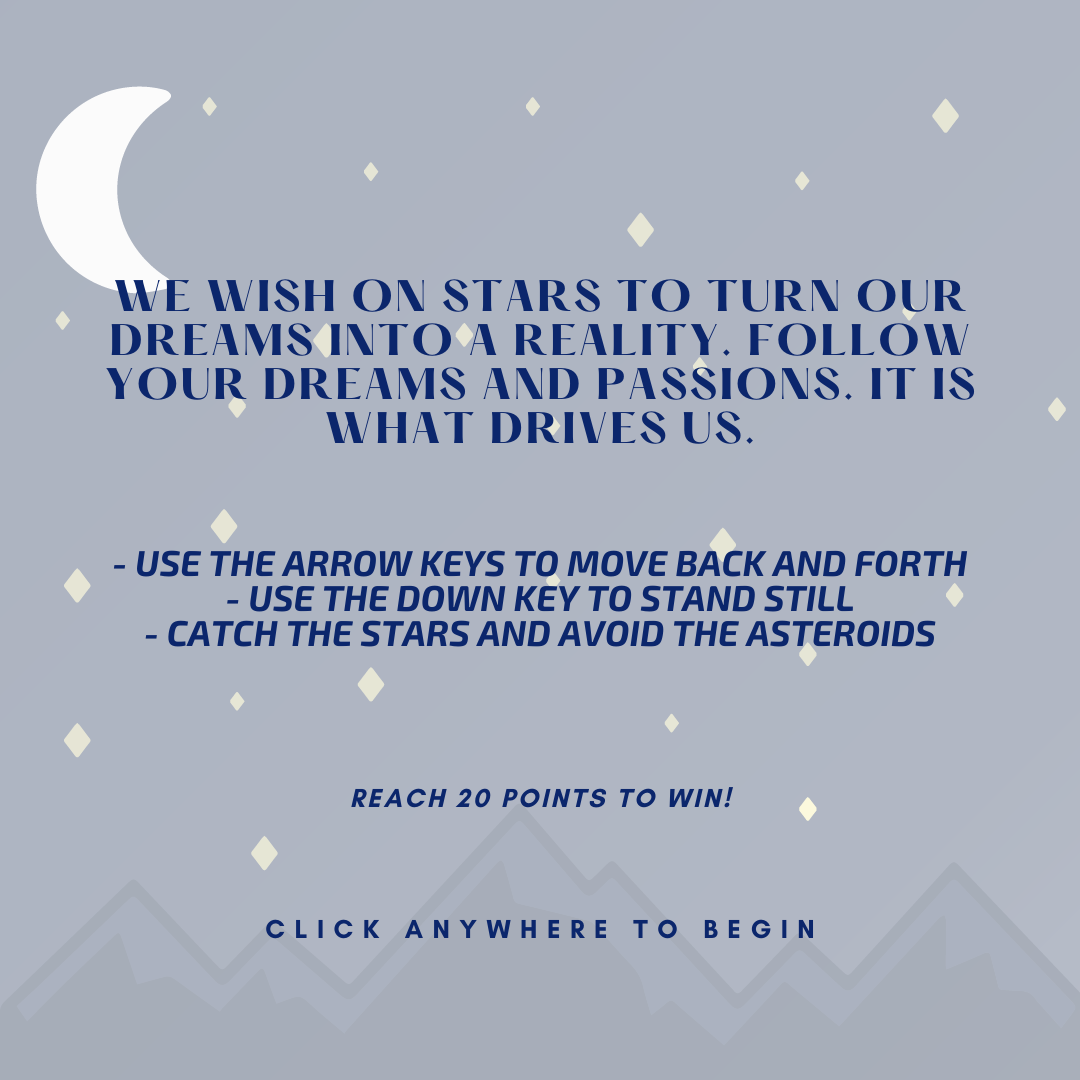 WE WISH ON STARS TO TURN OUR
DREAMS INTO A REALITY. FOLLOW
YOUR DREAMS AND PASSIONS. IT IS
WHAT DRIVES US.
- USE THE ARROW KEYS TO MOVE BACK AND FORTH
- USE THE DOWN KEY TO STAND STILL
- CATCH THE STARS AND AVOID THE ASTEROIDS
REACH 20 POINTS TO WIN!
CLICK ANYWHERE TO BEGIN